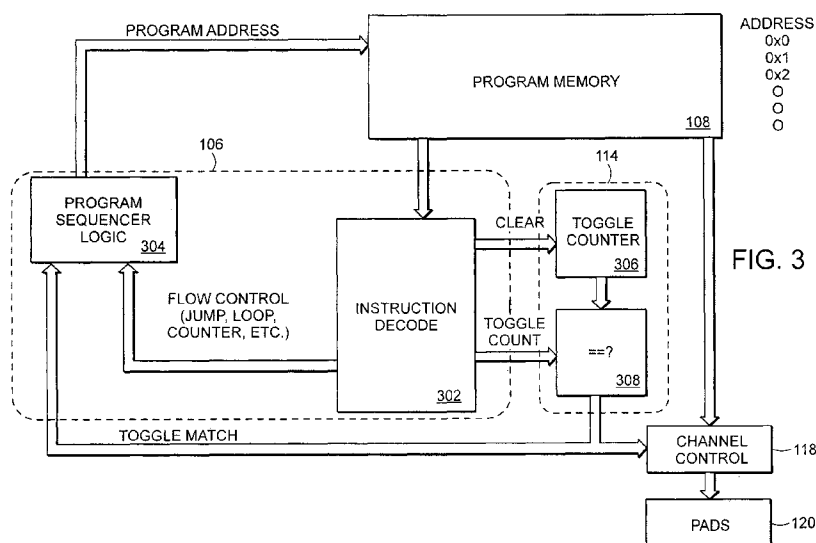 PROGRAM ADDRESS
PROGRAM MEMORY
108
ADDRESS
0x0
0x1
0x2
O
O
O
106
114
PROGRAM
SEQUENCER
LOGIC
304
CLEAR
TOGGLE
COUNTER
306
FIG. 3
FLOW CONTROL
(JUMP, LOOP,
COUNTER, ETC.)
INSTRUCTION
DECODE
302
TOGGLE
COUNT
==?
308
TOGGLE MATCH
CHANNEL
CONTROL
118
PADS
120